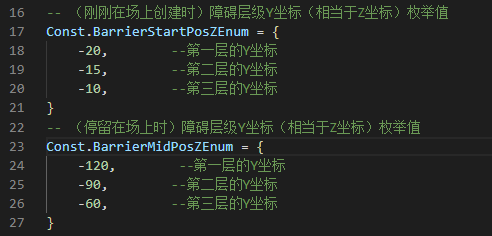 16 -- （刚刚在场上创建时）障碍层级Y坐标（相当于Z坐标）枚举值
17 Const.BarrierStartPosZEnum = {
18 -20, --第一层的Y坐标
19 -15, --第二层的Y坐标
20 -10, --第三层的Y坐标
21 }
22 -- （停留在场上时）障碍层级Y坐标（相当于Z坐标）枚举值
23 Const.BarrierMidPosZEnum = {
24 -120, --第一层的Y坐标
25 -90, --第二层的Y坐标
26 -60, --第三层的Y坐标
27 }